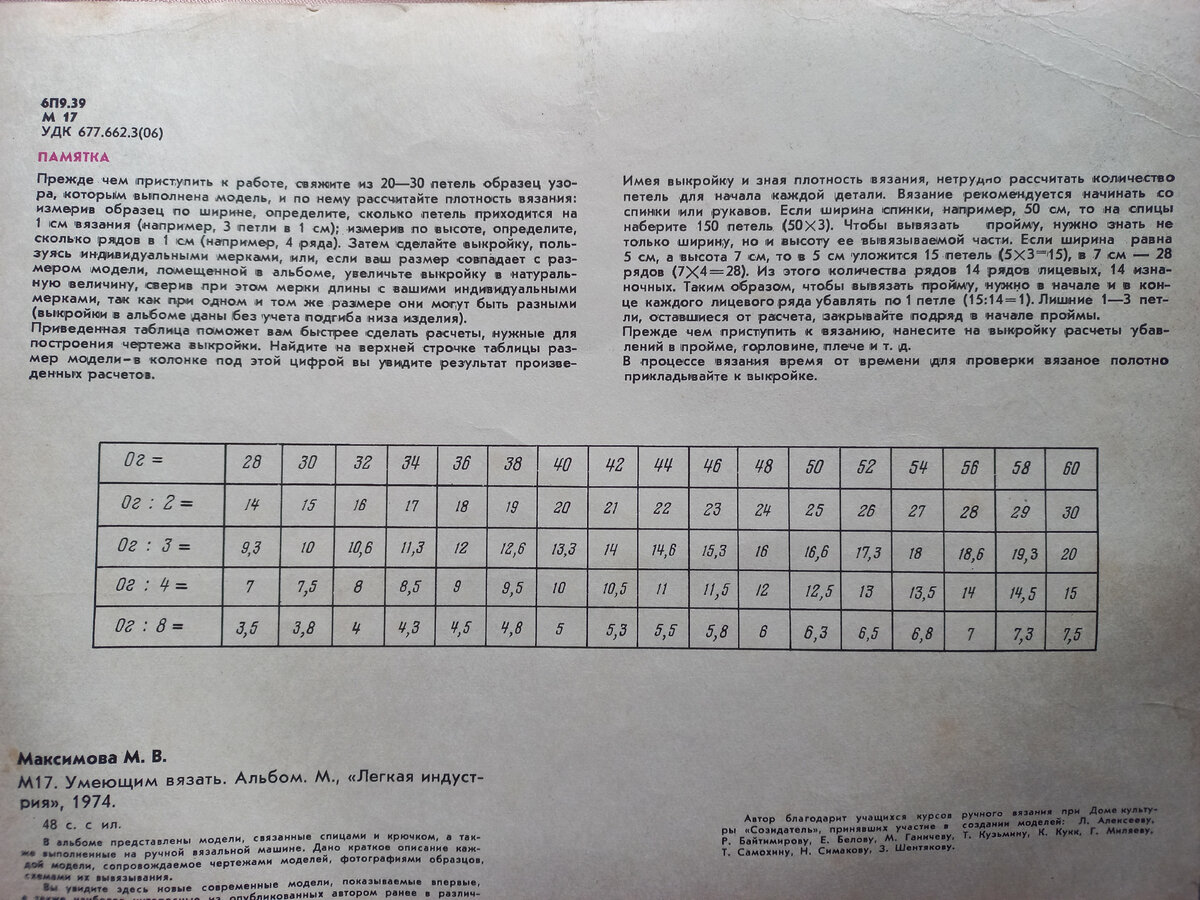 6П9.39
М 17
УДК 677.662.3(06)
ПАМЯТКА
Прежде чем приступить к работе, свяжите из 20—30 петель образец узо-
ра, которым выполнена модель, и по нему рассчитайте плотность вязания:
измерив образец по ширине, определите, сколько петель приходится на
1 см вязания (например, 3 петли в 1 см); измерив по высоте, определите,
сколько рядов в 1 см (например, 4 ряда). Затем сделайте выкройку, поль-
зуясь индивидуальными мерками, или, если ваш размер совпадает с раз-
мером модели, помещенной в альбоме, увеличьте выкройку в натураль-
ную величину, сверив при этом мерки длины с вашими индивидуальными
мерками, так как при одном и том же размере они могут быть разными
(выкройки в альбоме даны без учета подгиба низа изделия).
Приведенная таблица поможет вам быстрее сделать расчеты, нужные для
построения чертежа выкройки. Найдите на верхней строчке таблицы раз-
мер модели-в колонке под этой цифрой вы увидите результат произве-
денных расчетов.
Имея выкройку и зная плотность вязания, нетрудно рассчитать количество
петель для начала каждой детали. Вязание рекомендуется начинать со
спинки или рукавов. Если ширина спинки, например, 50 см, то на спицы
наберите 150 петель (50×3). Чтобы вывязать пройму, нужно знать не
только ширину, но и высоту ее вывязываемой части. Если ширина равна
5 см, а высота 7 см, то в 5 см уложится 15 петель (5×3=15), в 7 см — 28
рядов (7×4=28). Из этого количества рядов 14 рядов лицевых, 14 изна-
ночных. Таким образом, чтобы вывязать пройму, нужно в начале и в кон-
це каждого лицевого ряда убавлять по 1 петле (15:14=1). Лишние 1—3 пет-
ли, оставшиеся от расчета, закрывайте подряд в начале проймы.
Прежде чем приступить к вязанию, нанесите на выкройку расчеты убав-
лений в пройме, горловине, плече и т. д.
В процессе вязания время от времени для проверки вязаное полотно
прикладывайте к выкройке.
Ог = 28 30 32 34 36 38 40 42 44 46 48 50 52 54 56 58 60
Ог : 2 = 14 15 16 17 18 19 20 21 22 23 24 25 26 27 28 29 30
Ог : 3 = 9,3 10 10,6 11,3 12 12,6 13,3 14 14,6 15,3 16 16,6 17,3 18 18,6 19,3 20
Ог : 4 = 7 7,5 8 8,5 9 9,5 10 10,5 11 11,5 12 12,5 13 13,5 14 14,5 15
Ог : 8 = 3,5 3,8 4 4,3 4,5 4,8 5 5,3 5,5 5,8 6 6,3 6,5 6,8 7 7,3 7,5
Максимова М. В.
М17. Умеющим вязать. Альбом. М., «Легкая индуст-
рия», 1974.
48 с. с ил.
В альбоме представлены модели, связанные спицами и крючком, а так-
же выполненные на ручной вязальной машине. Дано краткое описание каж-
дой модели, сопровождаемое чертежами моделей, фотографиями образцов,
схемами их вывязывания.
Вы увидите здесь новые современные модели, показываемые впервые,
а также наиболее интересные из опубликованных автором ранее в различ-
Автор благодарит учащихся курсов ручного вязания при Доме культу-
ры «Созидатель», принявших участие в создании моделей: Л. Алексееву,
Р. Байтимирову, Е. Белову, М. Ганичеву, Т. Кузьмину, К. Кукк, Г. Миляеву,
Т. Самохину, Н. Симакову, З. Шентякову.